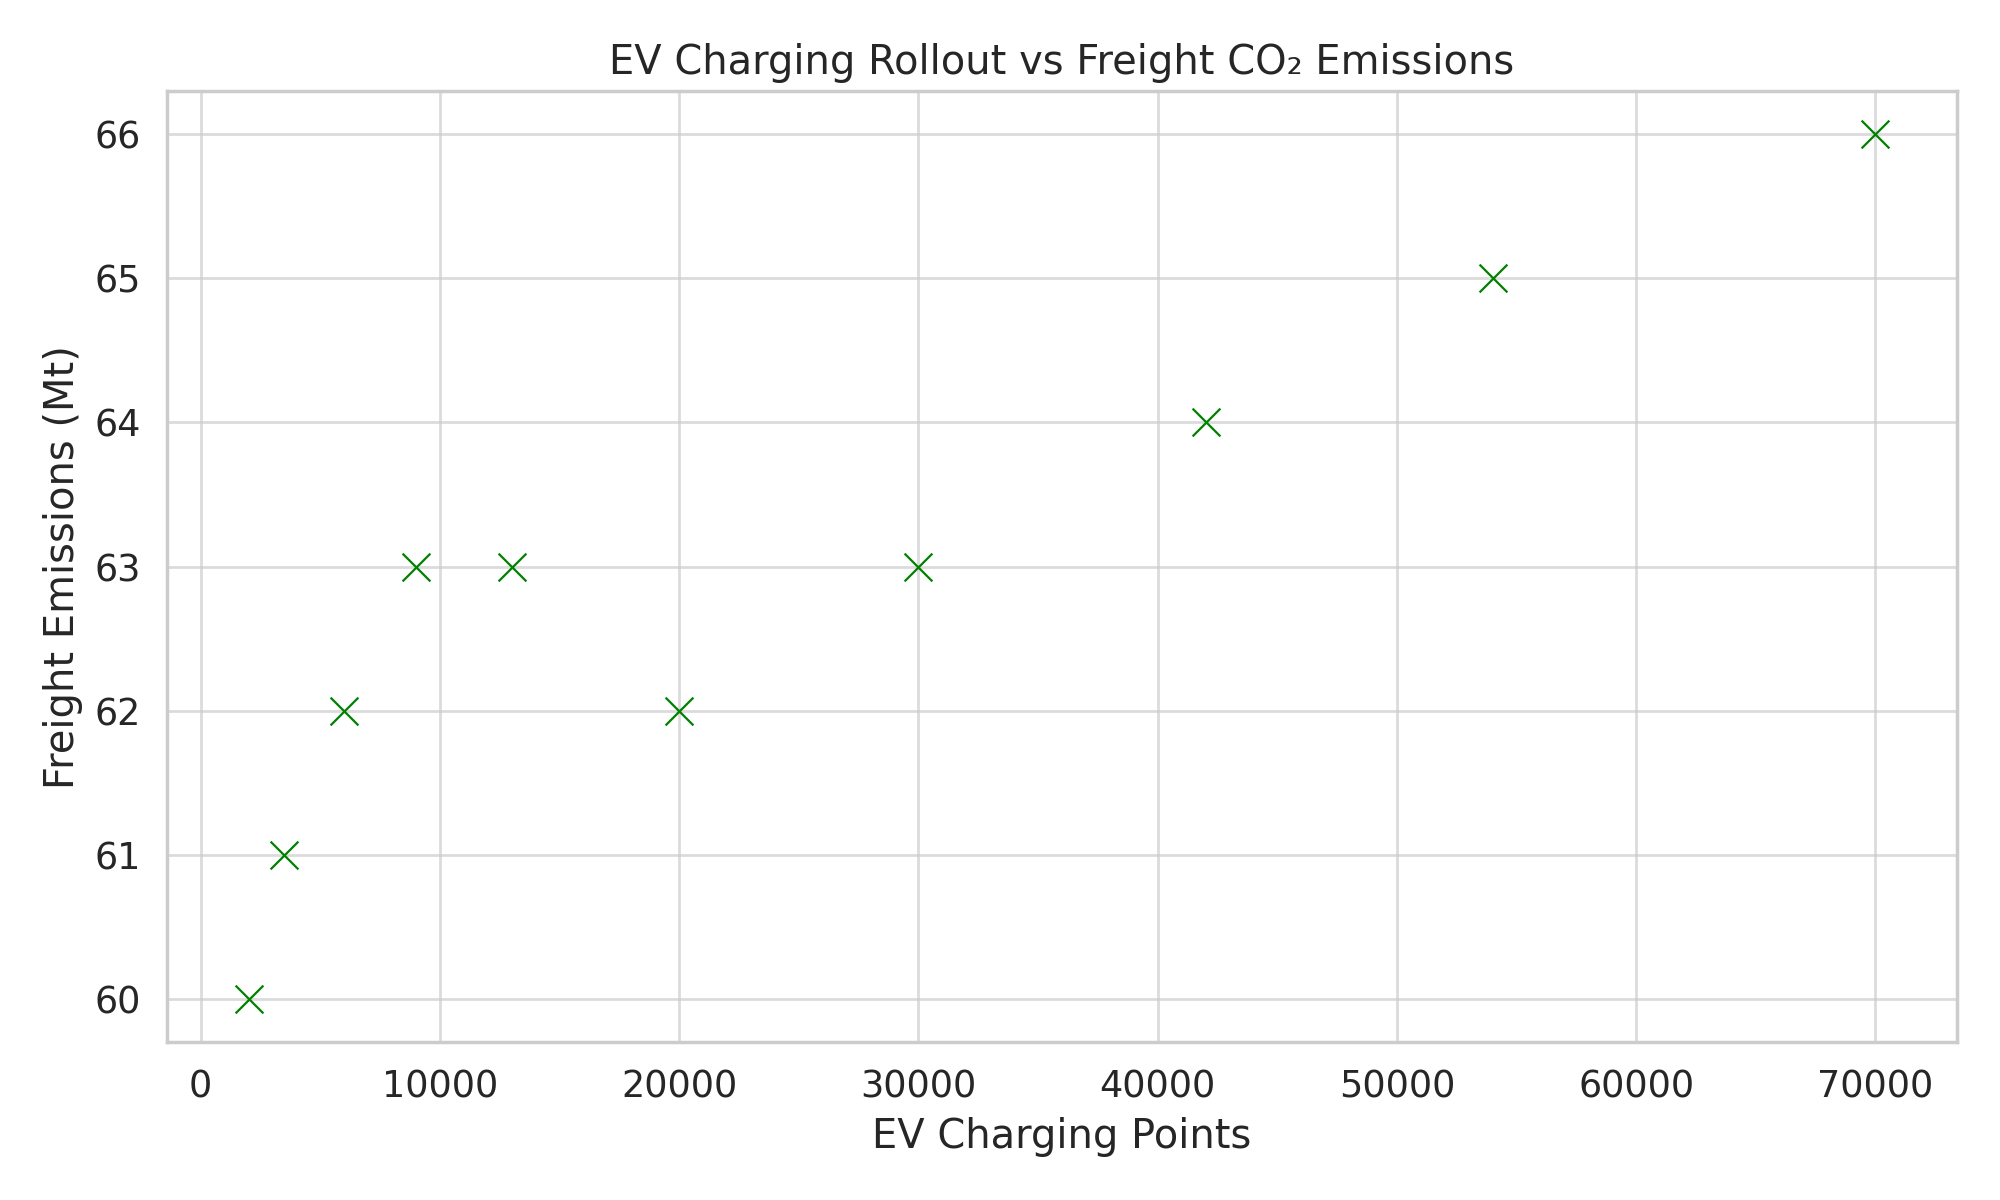 EV Charging Rollout vs Freight CO₂ Emissions
66
65
64
63
62
61
60
Freight Emissions (Mt)
0 10000 20000 30000 40000 50000 60000 70000
EV Charging Points